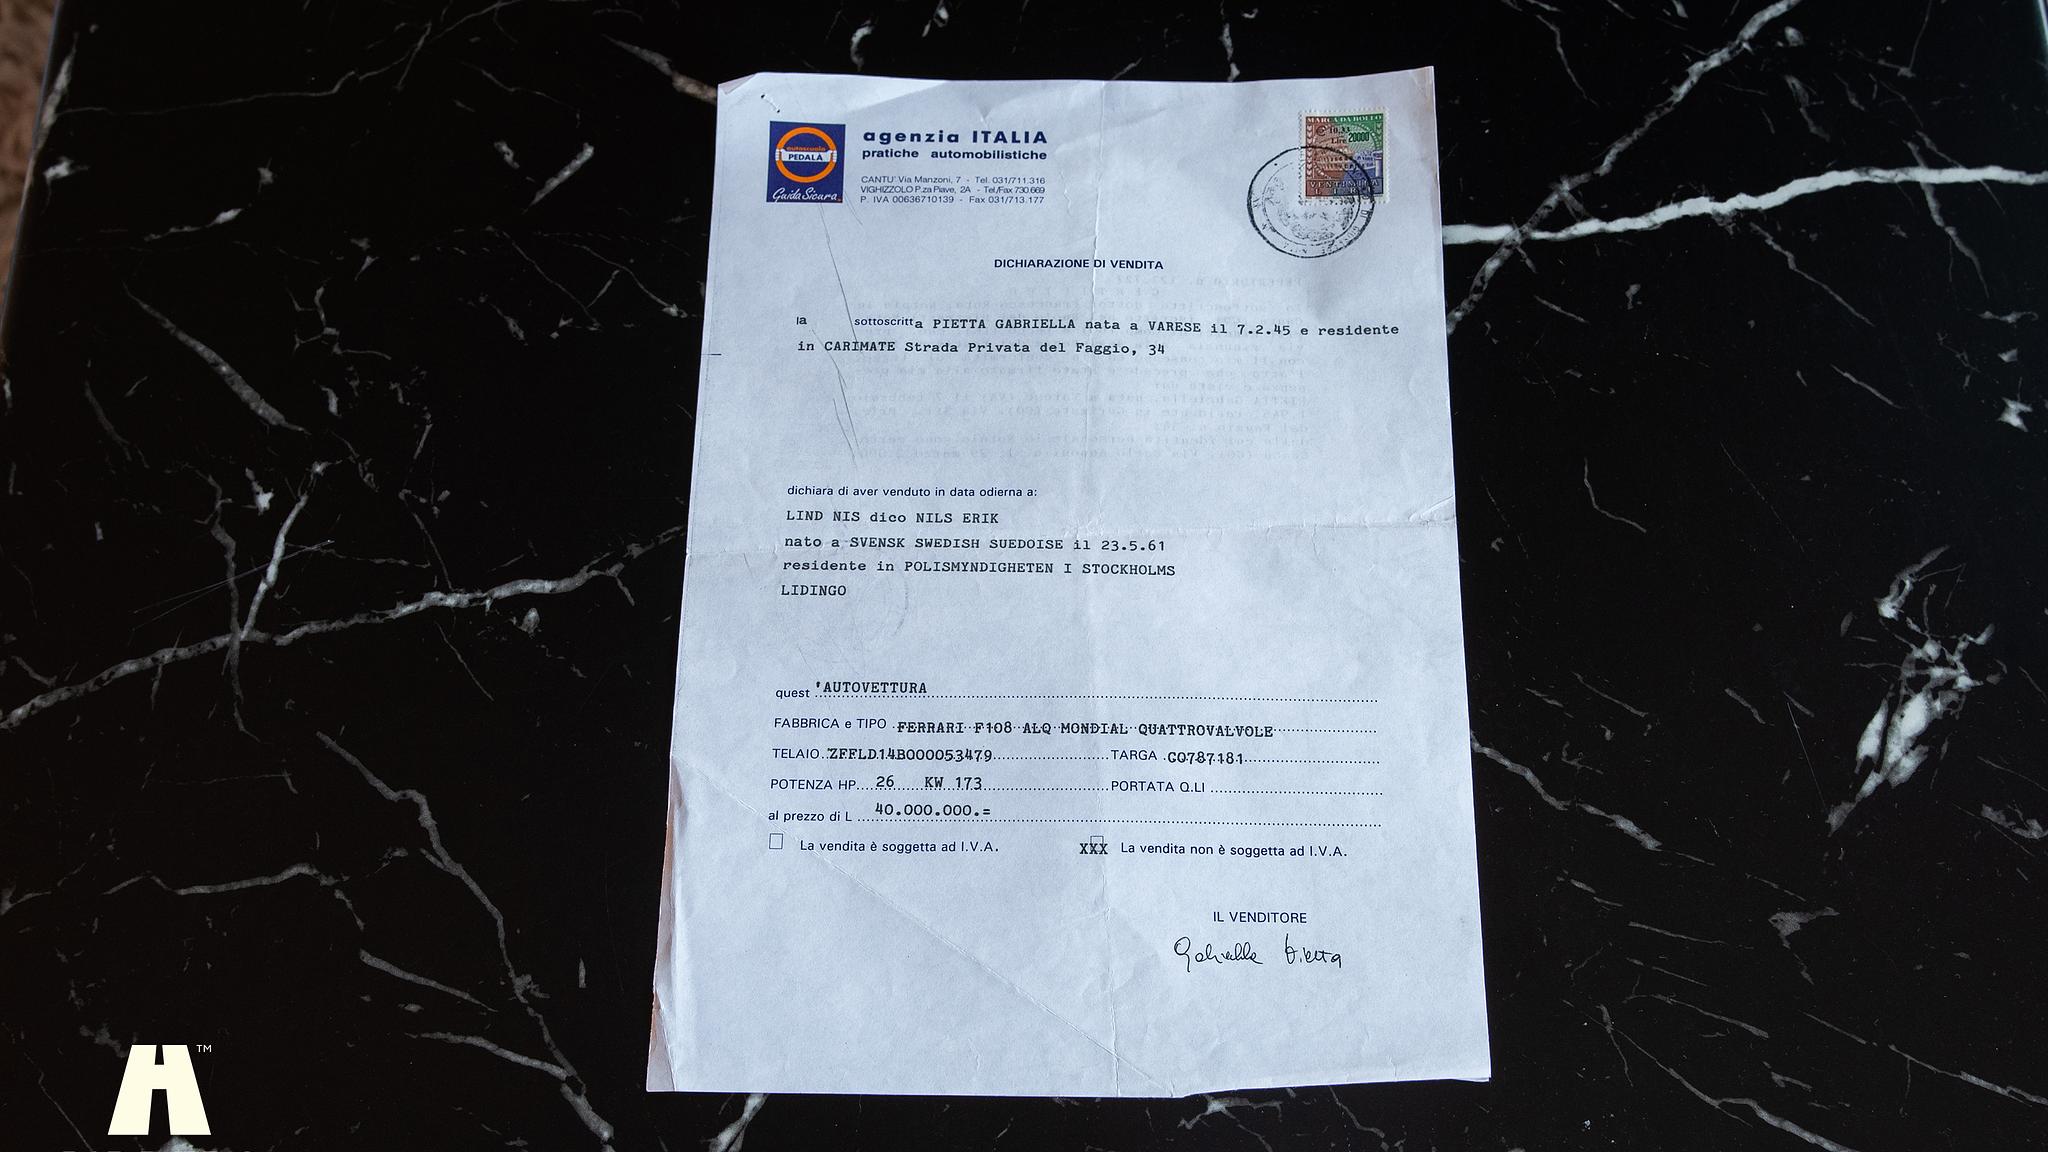 autoscuola
PEDALÀ
Guida Sicura
agenzia ITALIA
pratiche automobilistiche
CANTU' Via Manzoni, 7 - Tel. 031/711.316
VIGHIZZOLO P.za Piave, 2A - Tel/Fax 730.669
P. IVA 00636710139 - Fax 031/713.177
MARCA DA BOLLO
Lire 20000
VENTIMILA
LIRE
DICHIARAZIONE DI VENDITA
la sottoscritta PIETTA GABRIELLA nata a VARESE il 7.2.45 e residente
in CARIMATE Strada Privata del Faggio, 34
dichiara di aver venduto in data odierna a:
LIND NIS dico NILS ERIK
nato a SVENSK SWEDISH SUEDOISE il 23.5.61
residente in POLISMYNDIGHETEN I STOCKHOLMS
LIDINGO
quest 'AUTOVETTURA
FABBRICA e TIPO FERRARI F108 ALQ MONDIAL QUATTROVALVOLE
TELAIO ZFFLD14B000053479 TARGA CO787181
POTENZA HP 26 KW 173 PORTATA Q.LI
al prezzo di L 40.000.000.=
La vendita è soggetta ad I.V.A. XXX La vendita non è soggetta ad I.V.A.
IL VENDITORE
Gabriella Pietta
H™